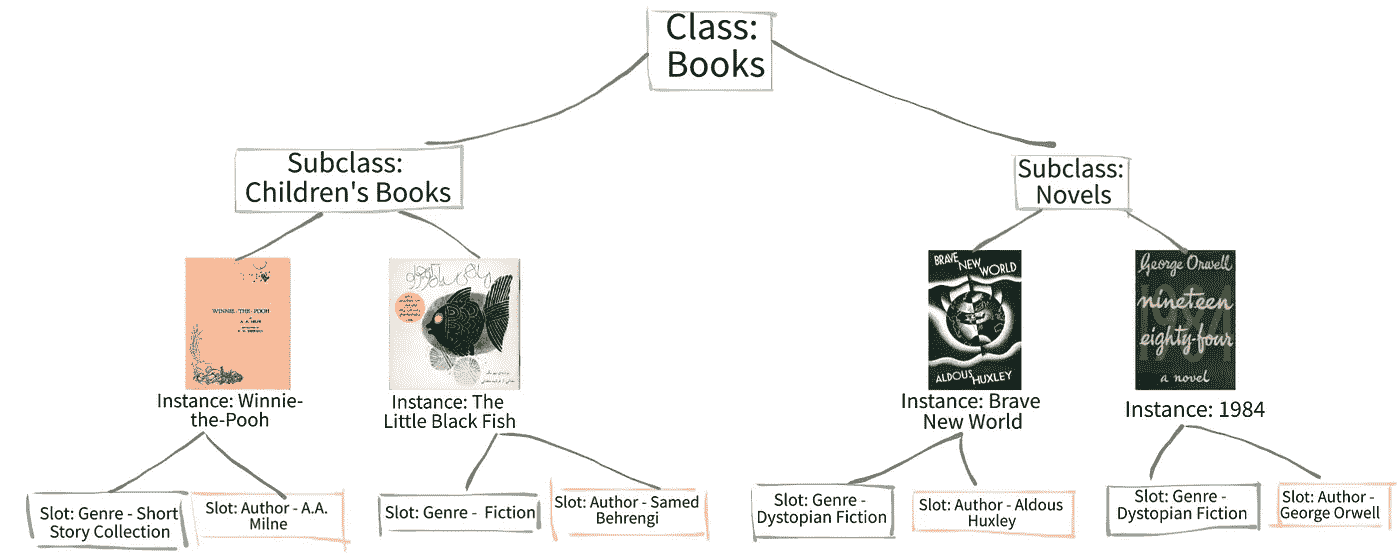 Class:
Books
Subclass:
Children's Books
Subclass:
Novels
WINNIE-THE-POOH
BRAVE NEW WORLD
ALDOUS HUXLEY
George Orwell
nineteen
eighty-four
a novel
Instance: Winnie-
the-Pooh
Instance: The
Little Black Fish
Instance: Brave
New World
Instance: 1984
Slot: Genre - Short
Story Collection
Slot: Author - A.A.
Milne
Slot: Genre -  Fiction
Slot: Author - Samed
Behrengi
Slot: Genre -
Dystopian Fiction
Slot: Author - Aldous
Huxley
Slot: Genre -
Dystopian Fiction
Slot: Author -
George Orwell